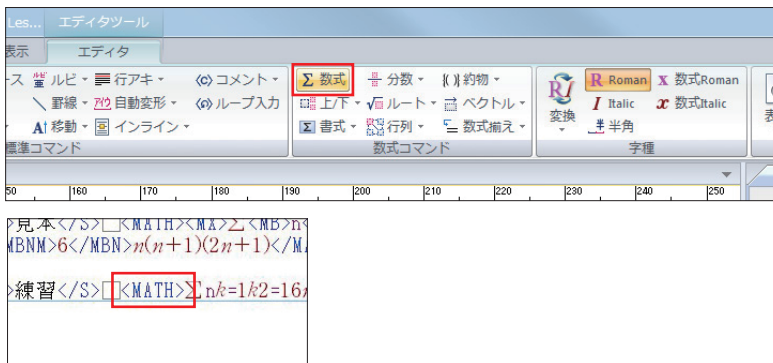 Les... エディタツール
表示 エディタ
ース ルビ 行アキ <C> コメント Σ 数式 分数 約物 R Roman x 数式Roman
罫線 自動変形 ループ入力 上/下 √ ルート ベクトル 変換 I Italic x 数式Italic
A 移動 インライン Σ 書式 行列 数式揃え 半角
標準コマンド 数式コマンド 字種
50 160 170 180 190 200 210 220 230 240 250
>見本</S>□<MATH><MX>Σ<MB>n<
MBNM>6</MBN>n(n+1)(2n+1)</M
>練習</S>□<MATH>Σnk=1k2=16